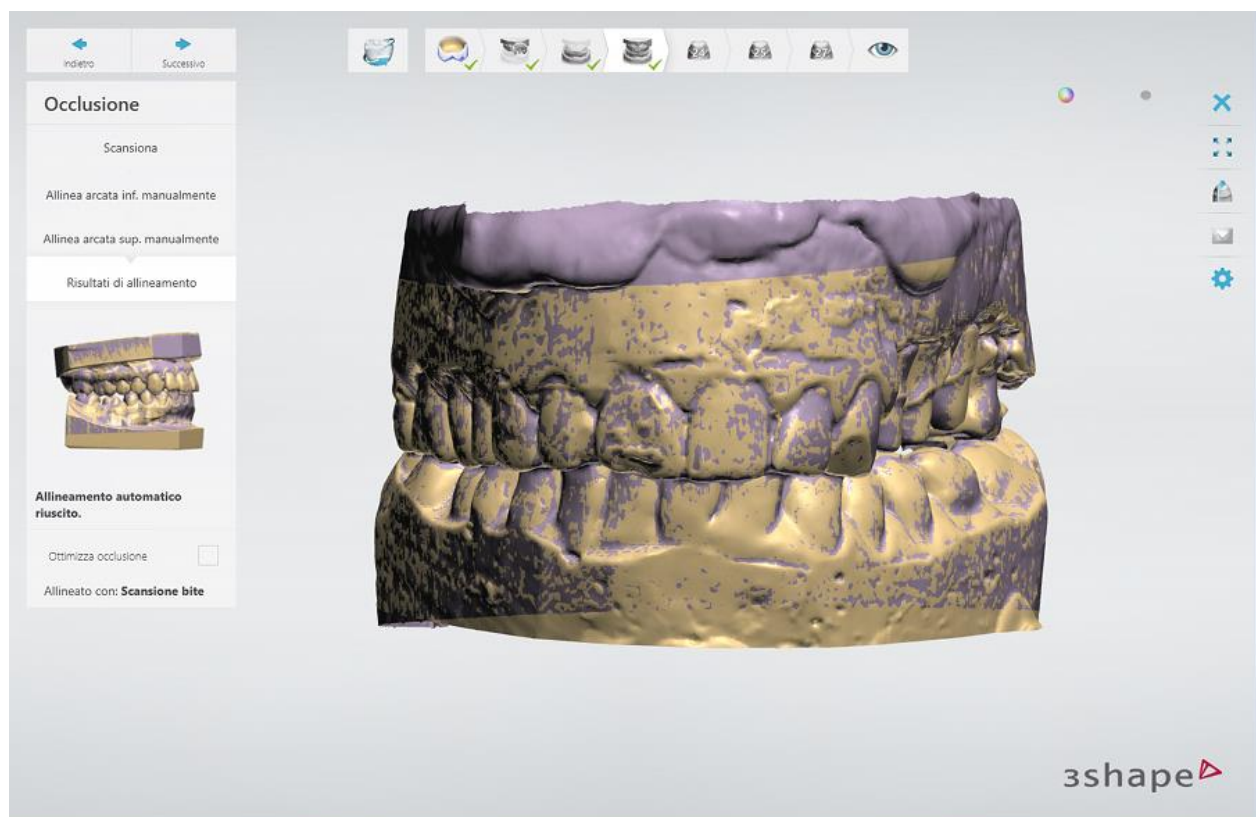 Indietro
Successivo
Occlusione
Scansiona
Allinea arcata inf. manualmente
Allinea arcata sup. manualmente
Risultati di allineamento
Allineamento automatico
riuscito.
Ottimizza occlusione
Allineato con: Scansione bite
3shape